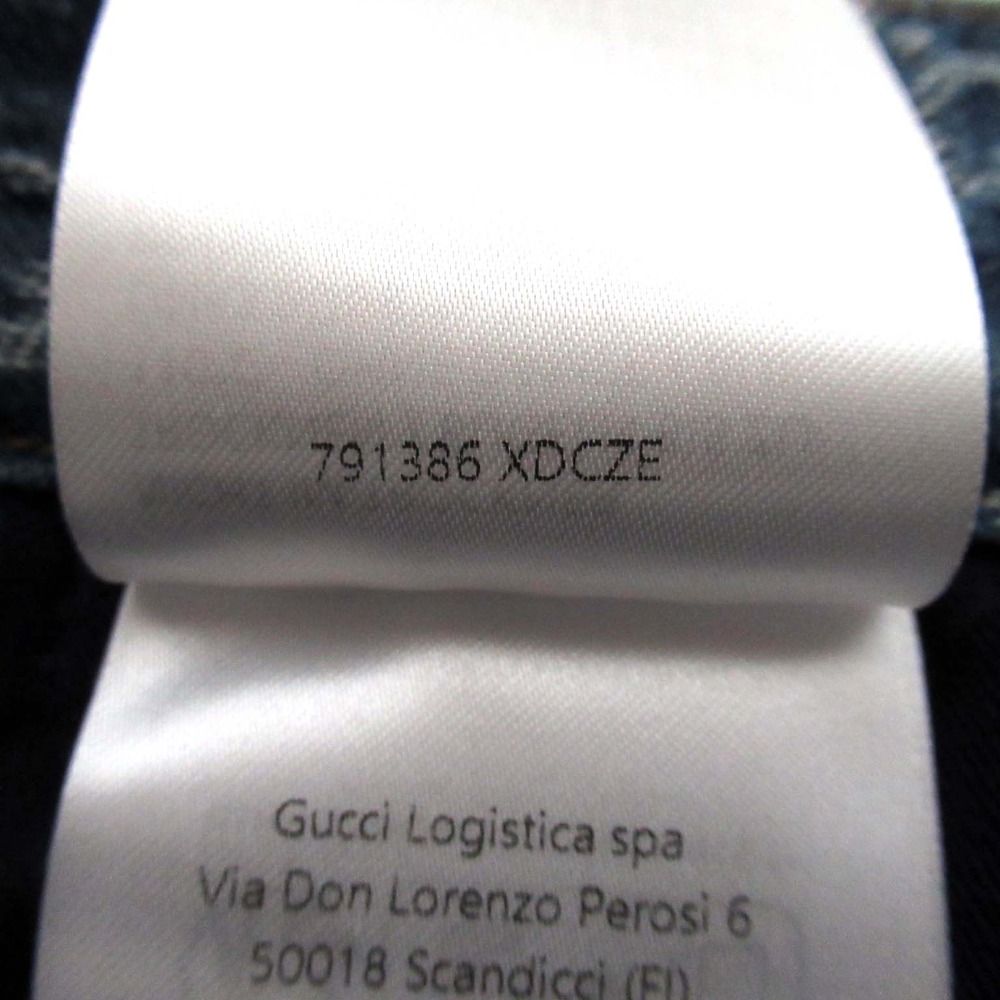 791386 XDCZE
Gucci Logistica spa
Via Don Lorenzo Perosi 6
50018 Scandicci (FI)